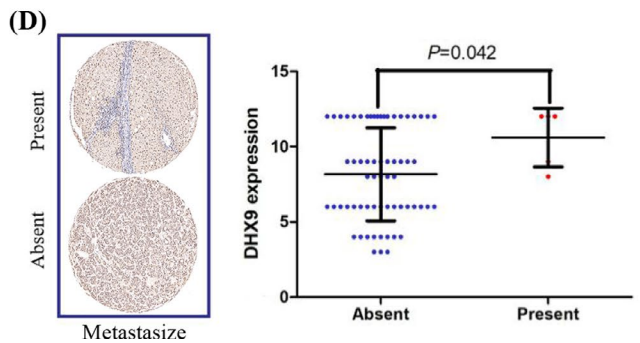 (D)
Present
Absent
Metastasize
P=0.042
DHX9 expression
15
10
5
0
Absent
Present